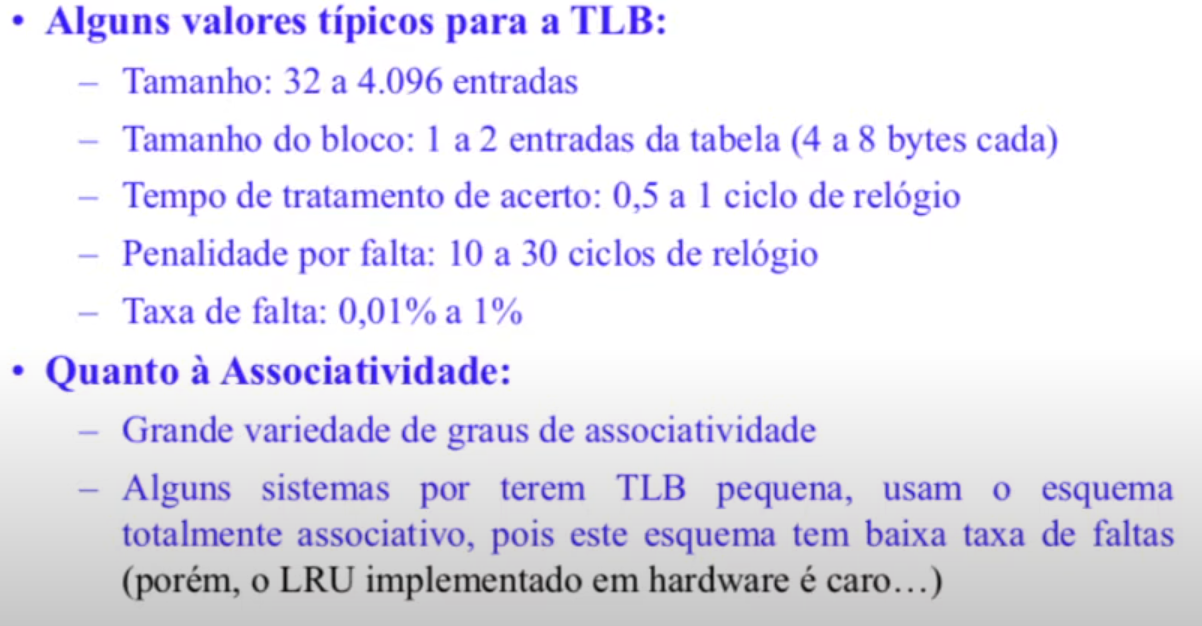 • Alguns valores típicos para a TLB:
– Tamanho: 32 a 4.096 entradas
– Tamanho do bloco: 1 a 2 entradas da tabela (4 a 8 bytes cada)
– Tempo de tratamento de acerto: 0,5 a 1 ciclo de relógio
– Penalidade por falta: 10 a 30 ciclos de relógio
– Taxa de falta: 0,01% a 1%
• Quanto à Associatividade:
– Grande variedade de graus de associatividade
– Alguns sistemas por terem TLB pequena, usam o esquema
totalmente associativo, pois este esquema tem baixa taxa de faltas
(porém, o LRU implementado em hardware é caro…)